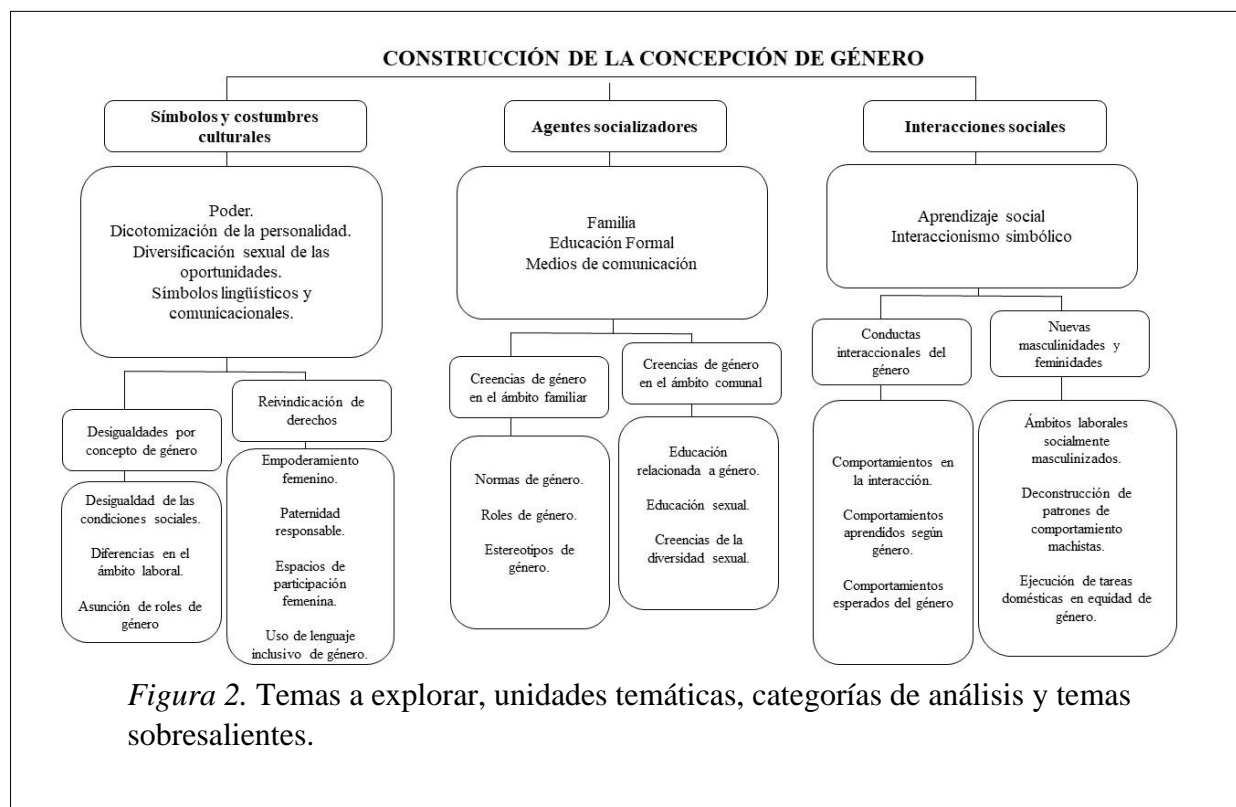 CONSTRUCCIÓN DE LA CONCEPCIÓN DE GÉNERO
Símbolos y costumbres
culturales
Poder.
Dicotomización de la personalidad.
Diversificación sexual de las
oportunidades.
Símbolos lingüísticos y
comunicacionales.
Desigualdades por
concepto de género
Desigualdad de las
condiciones sociales.
Diferencias en el
ámbito laboral.
Asunción de roles de
género
Reivindicación de
derechos
Empoderamiento
femenino.
Paternidad
responsable.
Espacios de
participación
femenina.
Uso de lenguaje
inclusivo de género.
Agentes socializadores
Familia
Educación Formal
Medios de comunicación
Creencias de género
en el ámbito familiar
Normas de género.
Roles de género.
Estereotipos de
género.
Creencias de género
en el ámbito comunal
Educación
relacionada a género.
Educación sexual.
Creencias de la
diversidad sexual.
Interacciones sociales
Aprendizaje social
Interaccionismo simbólico
Conductas
interaccionales del
género
Comportamientos en
la interacción.
Comportamientos
aprendidos según
género.
Comportamientos
esperados del género
Nuevas
masculinidades y
feminidades
Ámbitos laborales
socialmente
masculinizados.
Deconstrucción de
patrones de
comportamiento
machistas.
Ejecución de tareas
domésticas en equidad de
género.
Figura 2. Temas a explorar, unidades temáticas, categorías de análisis y temas
sobresalientes.